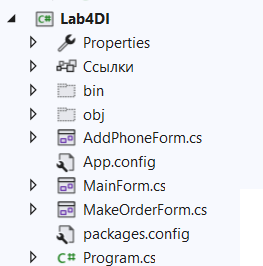 C# Lab4DI
Properties
Ссылки
bin
obj
AddPhoneForm.cs
App.config
MainForm.cs
MakeOrderForm.cs
packages.config
C# Program.cs